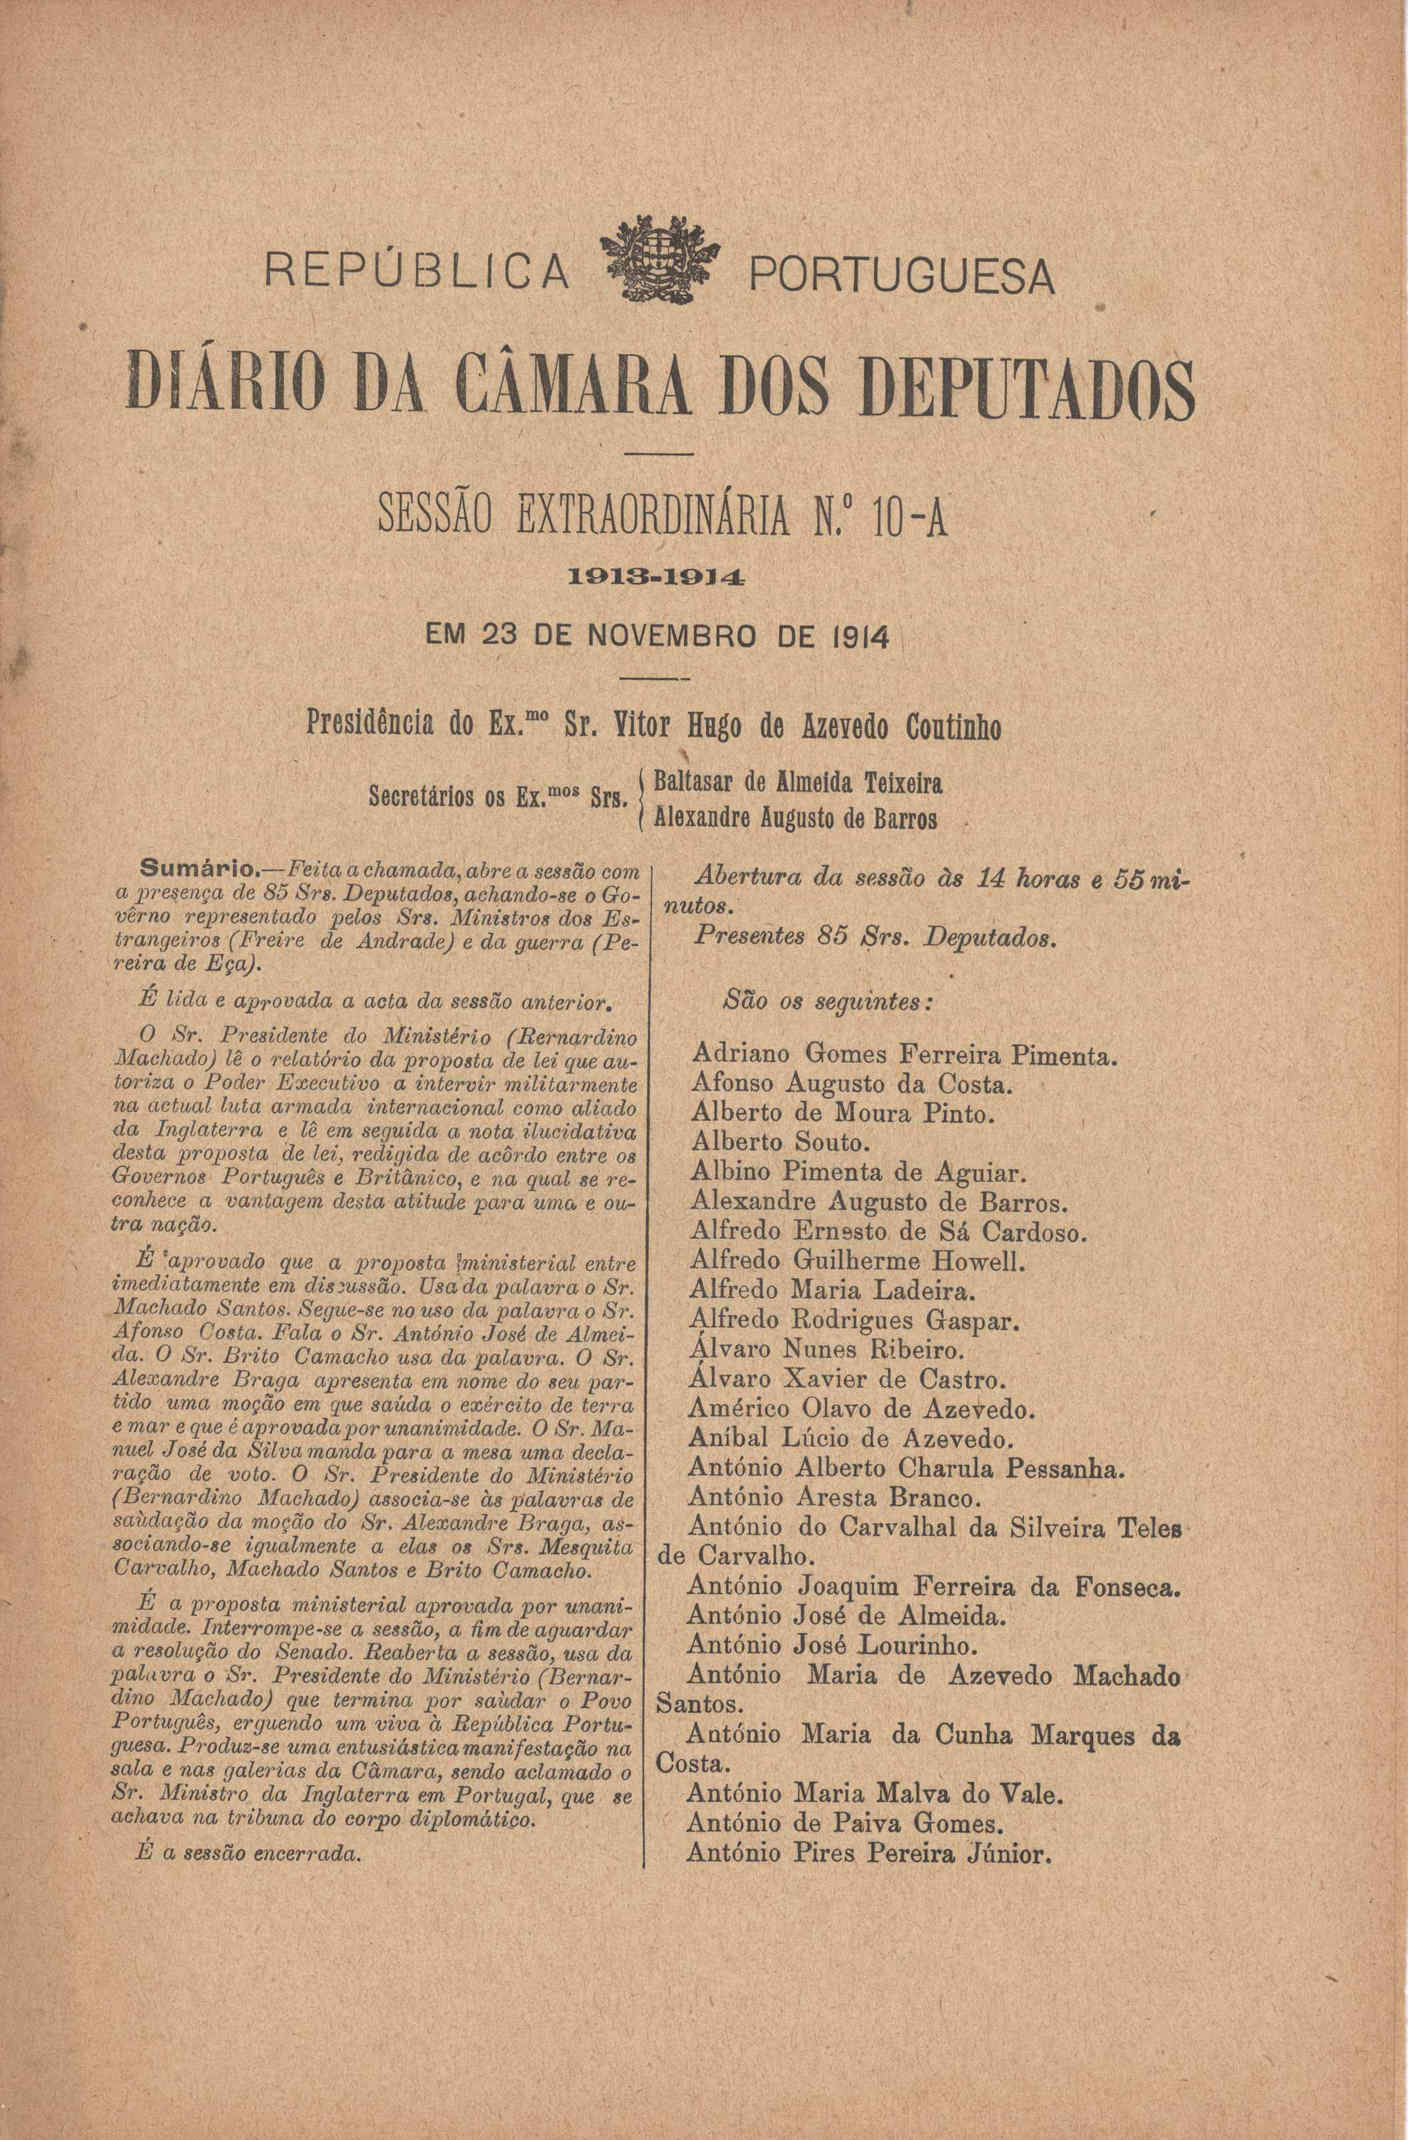 REPÚBLICA PORTUGUESA
DIÁRIO DA CÂMARA DOS DEPUTADOS
SESSÃO EXTRAORDINÁRIA N.º 10-A
1913-1914
EM 23 DE NOVEMBRO DE 1914
Presidência do Ex.mo Sr. Vitor Hugo de Azevedo Coutinho
Secretários os Ex.mos Srs.
Baltasar de Almeida Teixeira
Alexandre Augusto de Barros
Sumário.—Feita a chamada, abre a sessão com
a presença de 85 Srs. Deputados, achando-se o Go-
vêrno representado pelos Srs. Ministros dos Es-
trangeiros (Freire de Andrade) e da guerra (Pe-
reira de Eça).
É lida e aprovada a acta da sessão anterior.
O Sr. Presidente do Ministério (Bernardino
Machado) lê o relatório da proposta de lei que au-
toriza o Poder Executivo a intervir militarmente
na actual luta armada internacional como aliado
da Inglaterra e lê em seguida a nota ilucidativa
desta proposta de lei, redigida de acôrdo entre os
Governos Português e Britânico, e na qual se re-
conhece a vantagem desta atitude para uma e ou-
tra nação.
É aprovado que a proposta ministerial entre
imediatamente em discussão. Usa da palavra o Sr.
Machado Santos. Segue-se no uso da palavra o Sr.
Afonso Costa. Fala o Sr. António José de Almei-
da. O Sr. Brito Camacho usa da palavra. O Sr.
Alexandre Braga apresenta em nome do seu par-
tido uma moção em que saúda o exército de terra
e mar e que é aprovada por unanimidade. O Sr. Ma-
nuel José da Silva manda para a mesa uma decla-
ração de voto. O Sr. Presidente do Ministério
(Bernardino Machado) associa-se às palavras de
saùdação da moção do Sr. Alexandre Braga, as-
sociando-se igualmente a elas os Srs. Mesquita
Carvalho, Machado Santos e Brito Camacho.
É a proposta ministerial aprovada por unani-
midade. Interrompe-se a sessão, a fim de aguardar
a resolução do Senado. Reaberta a sessão, usa da
palavra o Sr. Presidente do Ministério (Bernar-
dino Machado) que termina por saùdar o Povo
Português, erguendo um viva à República Portu-
guesa. Produz-se uma entusiástica manifestação na
sala e nas galerias da Câmara, sendo aclamado o
Sr. Ministro da Inglaterra em Portugal, que se
achava na tribuna do corpo diplomático.
É a sessão encerrada.
Abertura da sessão às 14 horas e 55 mi-
nutos.
Presentes 85 Srs. Deputados.
São os seguintes:
Adriano Gomes Ferreira Pimenta.
Afonso Augusto da Costa.
Alberto de Moura Pinto.
Alberto Souto.
Albino Pimenta de Aguiar.
Alexandre Augusto de Barros.
Alfredo Ernesto de Sá Cardoso.
Alfredo Guilherme Howell.
Alfredo Maria Ladeira.
Alfredo Rodrigues Gaspar.
Álvaro Nunes Ribeiro.
Álvaro Xavier de Castro.
Américo Olavo de Azevedo.
Aníbal Lúcio de Azevedo.
António Alberto Charula Pessanha.
António Aresta Branco.
António do Carvalhal da Silveira Teles
de Carvalho.
António Joaquim Ferreira da Fonseca.
António José de Almeida.
António José Lourinho.
António Maria de Azevedo Machado
Santos.
António Maria da Cunha Marques da
Costa.
António Maria Malva do Vale.
António de Paiva Gomes.
António Pires Pereira Júnior.